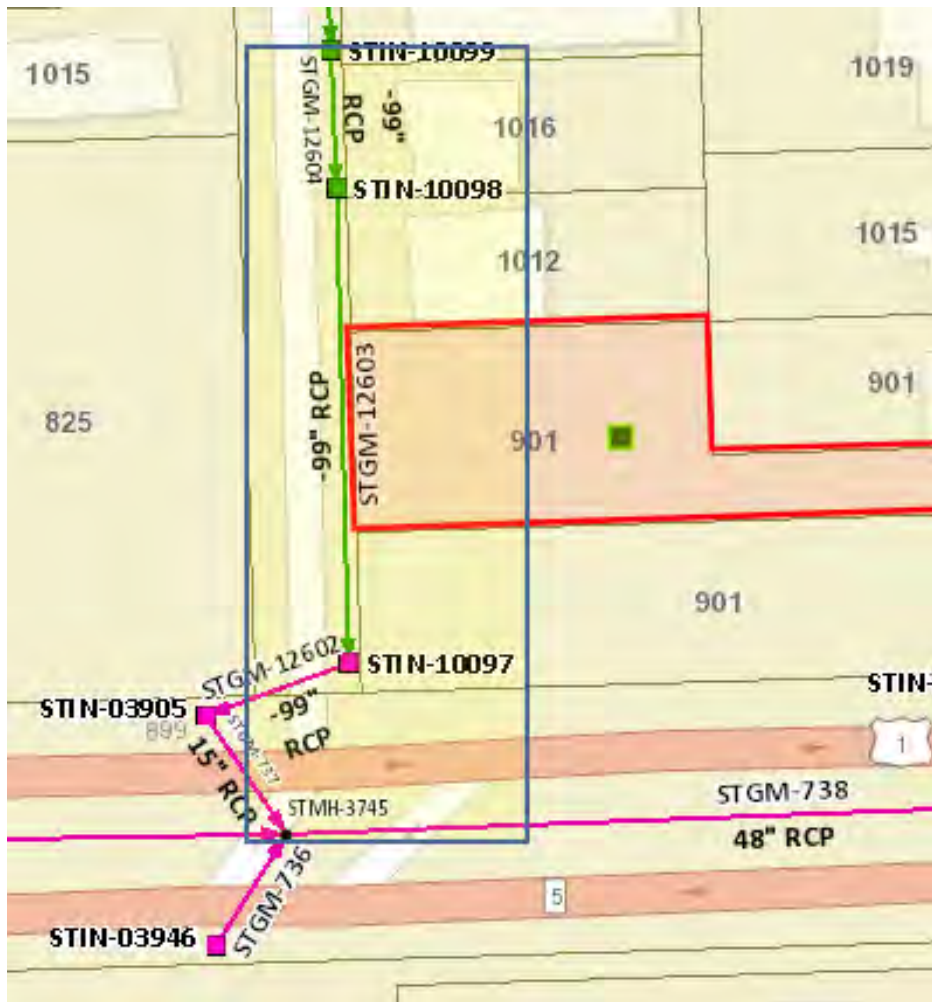 STIN-10099
1015
1019
STGM-12604
-99"
RCP
1016
STIN-10098
1012
1015
STGM-12603
-99" RCP
901
825
901
901
STGM-12602
STIN-10097
STIN-
STIN-03905
899
-99"
RCP
1
STGM-737
15" RCP
STMH-3745
STGM-738
48" RCP
STGM-736
5
STIN-03946